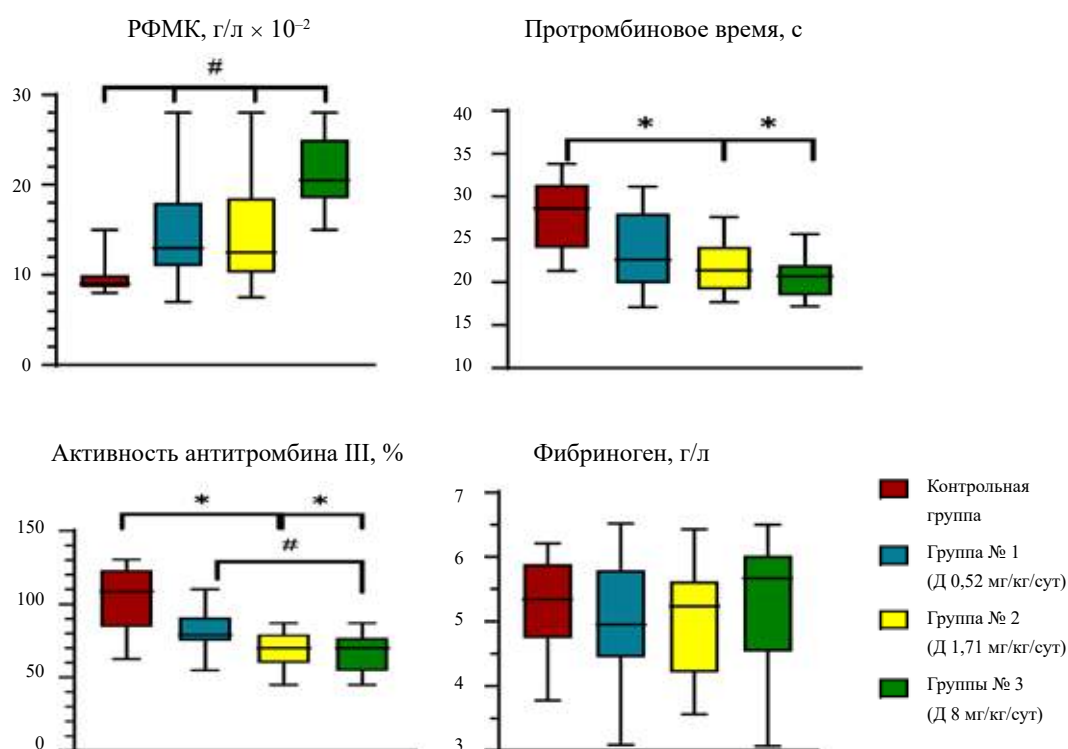 РФМК, г/л × 10⁻²
Протромбиновое время, с
#
30
20
10
0
* *
40
35
30
25
20
15
10
Активность антитромбина III, %
Фибриноген, г/л
* *
#
150
100
50
0
7
6
5
4
3
Контрольная
группа
Группа № 1
(Д 0,52 мг/кг/сут)
Группа № 2
(Д 1,71 мг/кг/сут)
Группы № 3
(Д 8 мг/кг/сут)